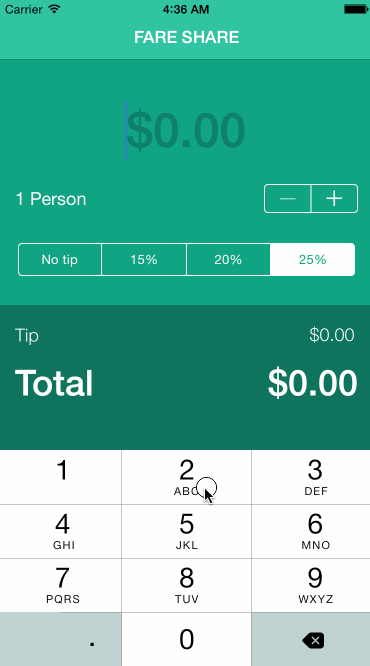 Carrier 4:36 AM
FARE SHARE
$0.00
1 Person − +
No tip 15% 20% 25%
Tip $0.00
Total $0.00
1 2 3
ABC DEF
4 5 6
GHI JKL MNO
7 8 9
PQRS TUV WXYZ
. 0